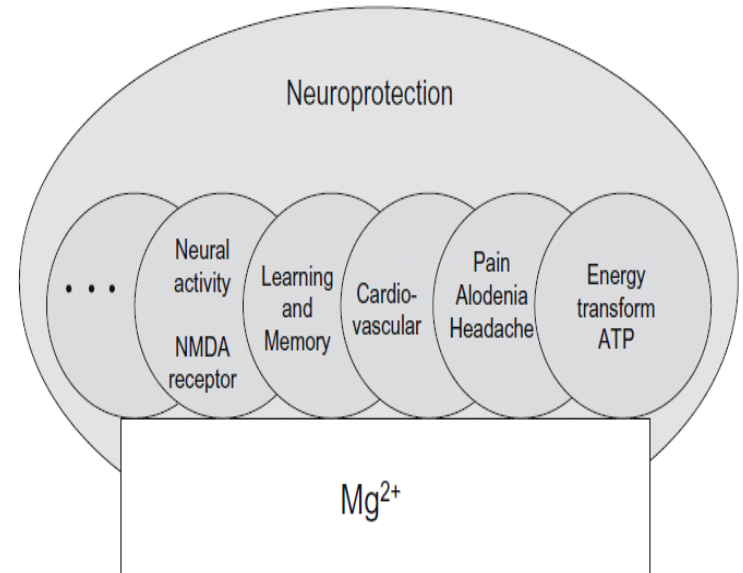 Neuroprotection
. . .
Neural
activity
NMDA
receptor
Learning
and
Memory
Cardio-
vascular
Pain
Alodenia
Headache
Energy
transform
ATP
Mg²⁺